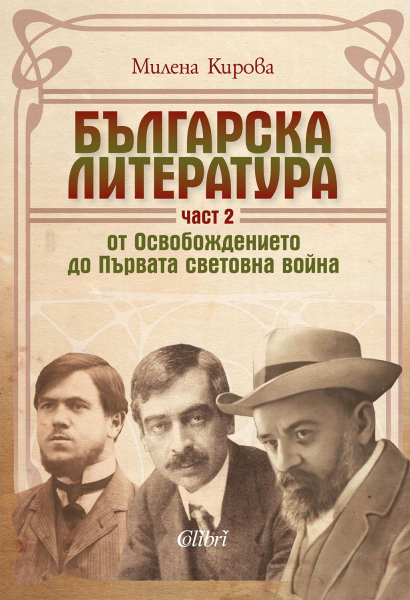 Милена Кирова
БЪЛГАРСКА
ЛИТЕРАТУРА
част 2
от Освобождението
до Първата световна война
Colibri